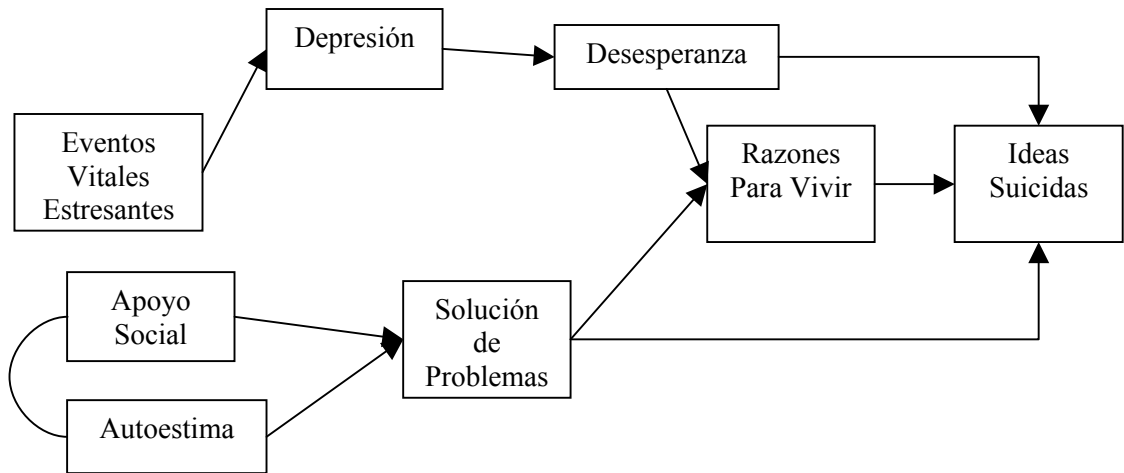 Depresión
Desesperanza
Eventos
Vitales
Estresantes
Razones
Para Vivir
Ideas
Suicidas
Apoyo
Social
Solución
de
Problemas
Autoestima